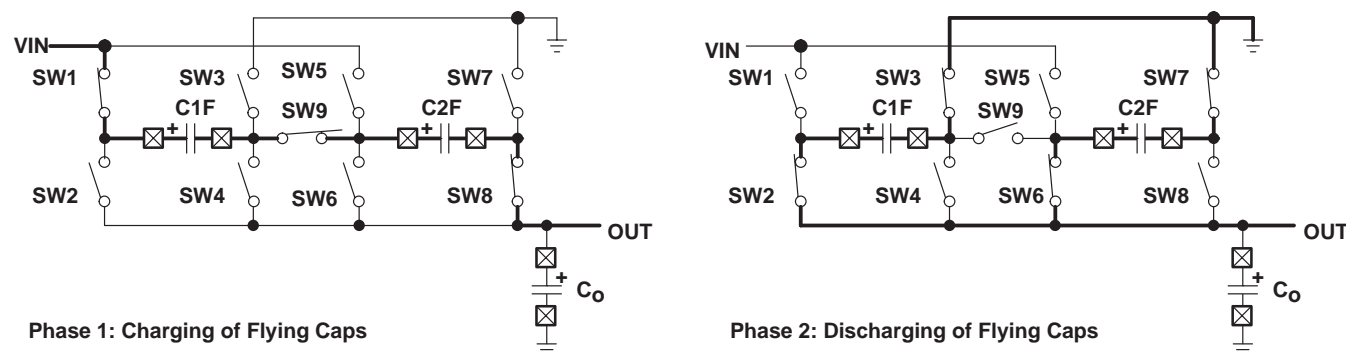 VIN
SW1
SW3
SW5
SW7
C1F
SW9
C2F
+
+
SW2
SW4
SW6
SW8
OUT
+
Co
Phase 1: Charging of Flying Caps
VIN
SW1
SW3
SW5
SW7
C1F
SW9
C2F
+
+
SW2
SW4
SW6
SW8
OUT
+
Co
Phase 2: Discharging of Flying Caps